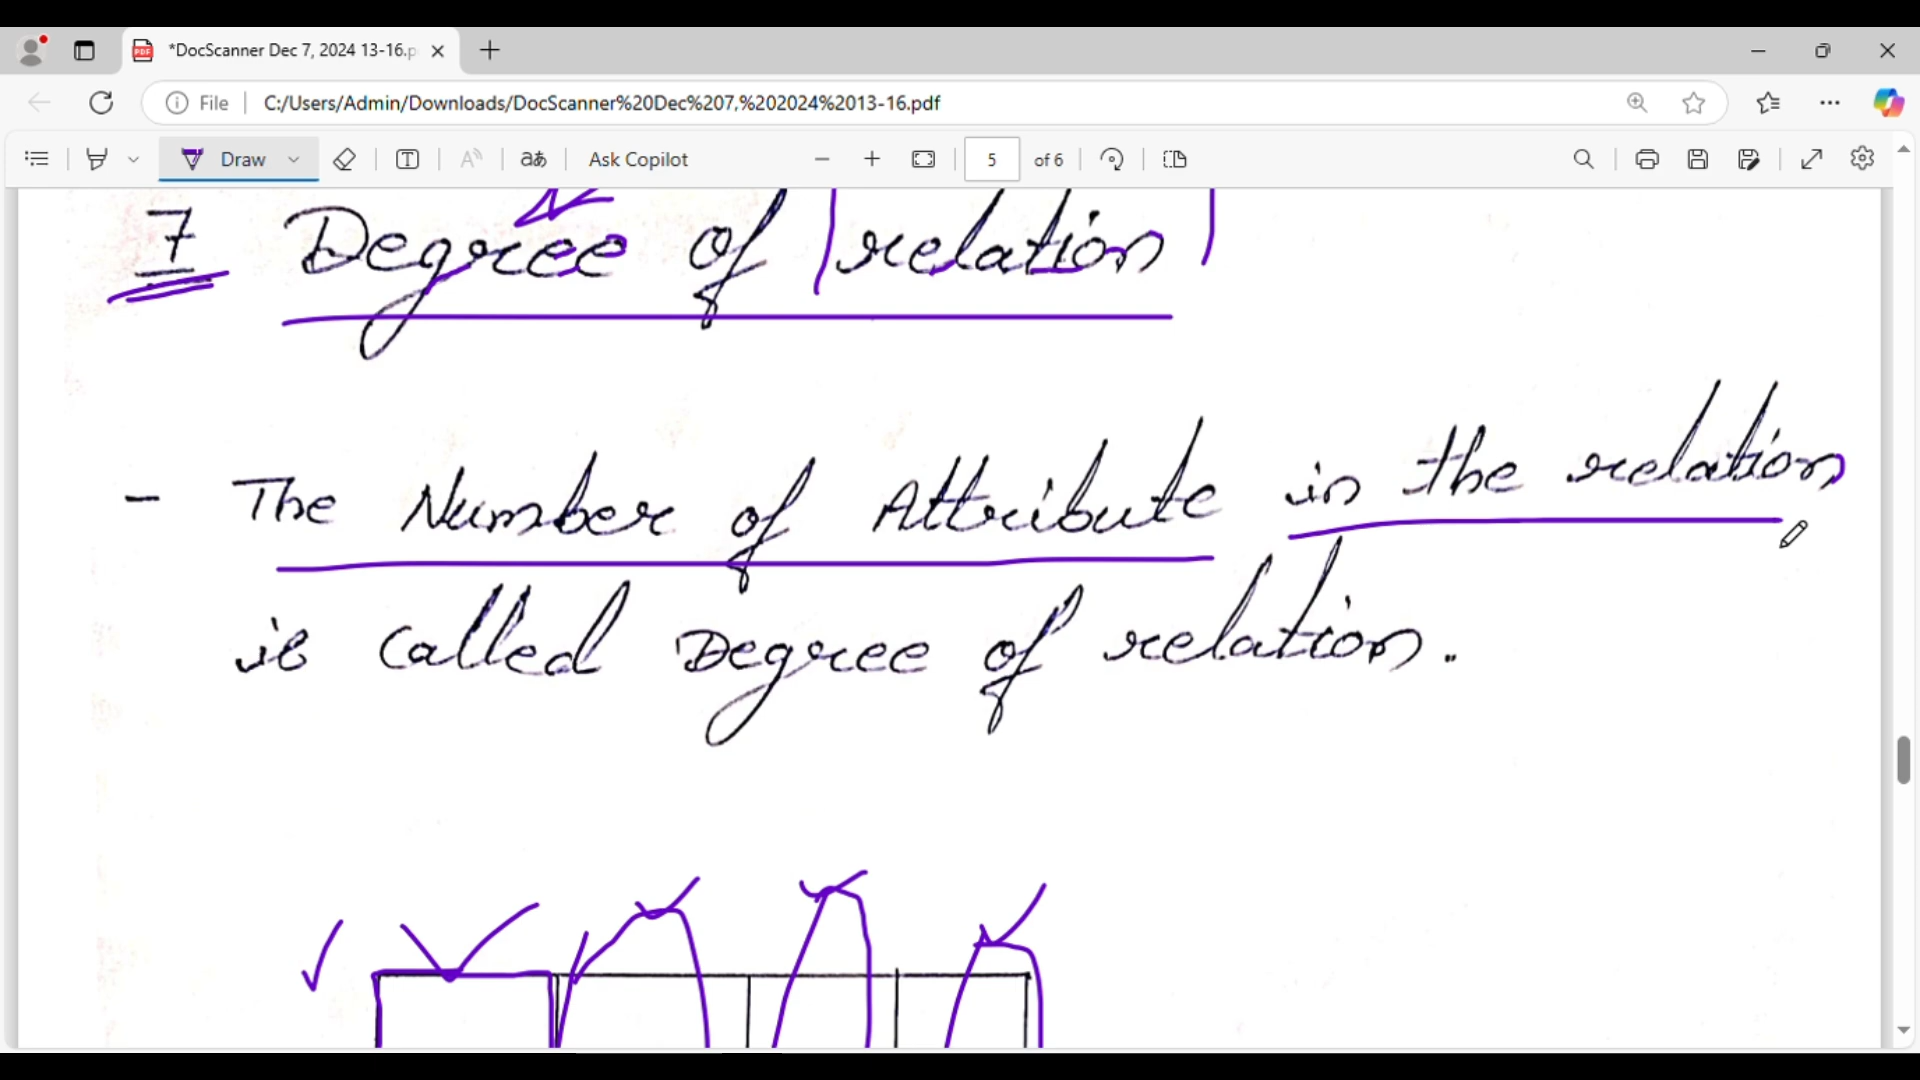 *DocScanner Dec 7, 2024 13-16.p
File
C:/Users/Admin/Downloads/DocScanner%20Dec%207,%202024%2013-16.pdf
Draw
Ask Copilot
5 of 6
7 Degree of relation
- The Number of Attribute in the relation
is called Degree of relation.